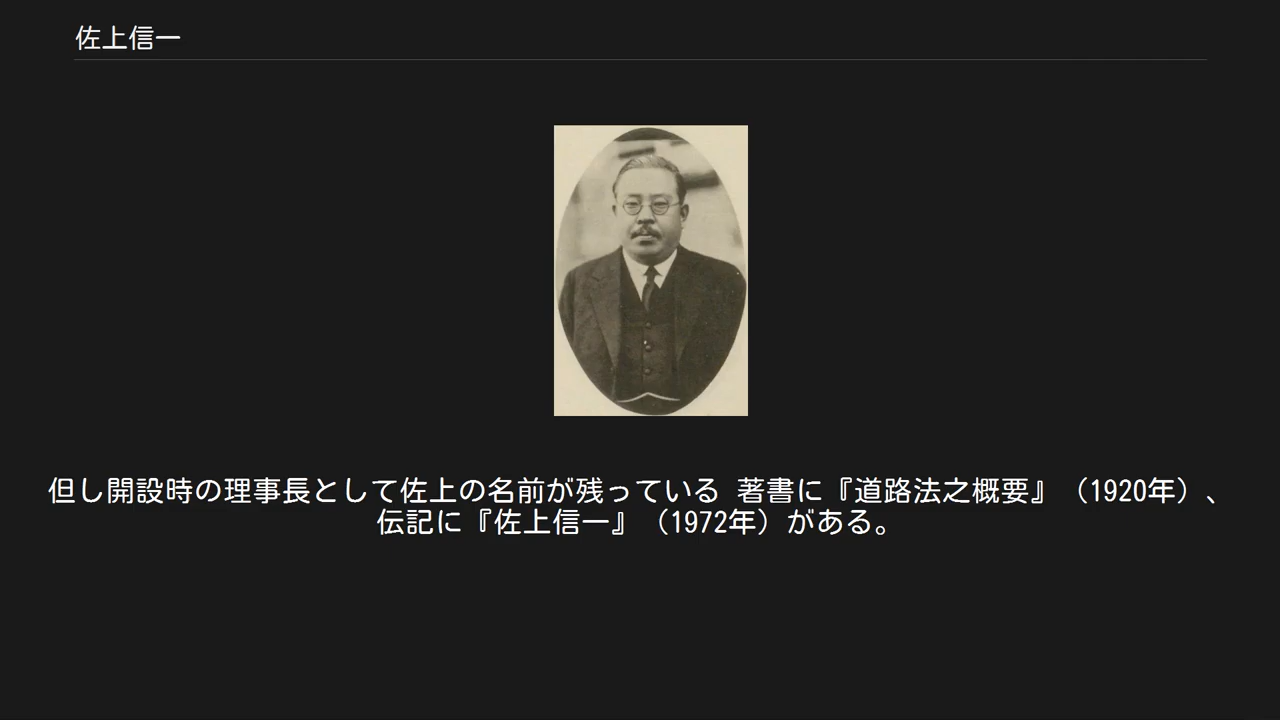 佐上信一
但し開設時の理事長として佐上の名前が残っている 著書に『道路法之概要』（1920年）、
伝記に『佐上信一』（1972年）がある。